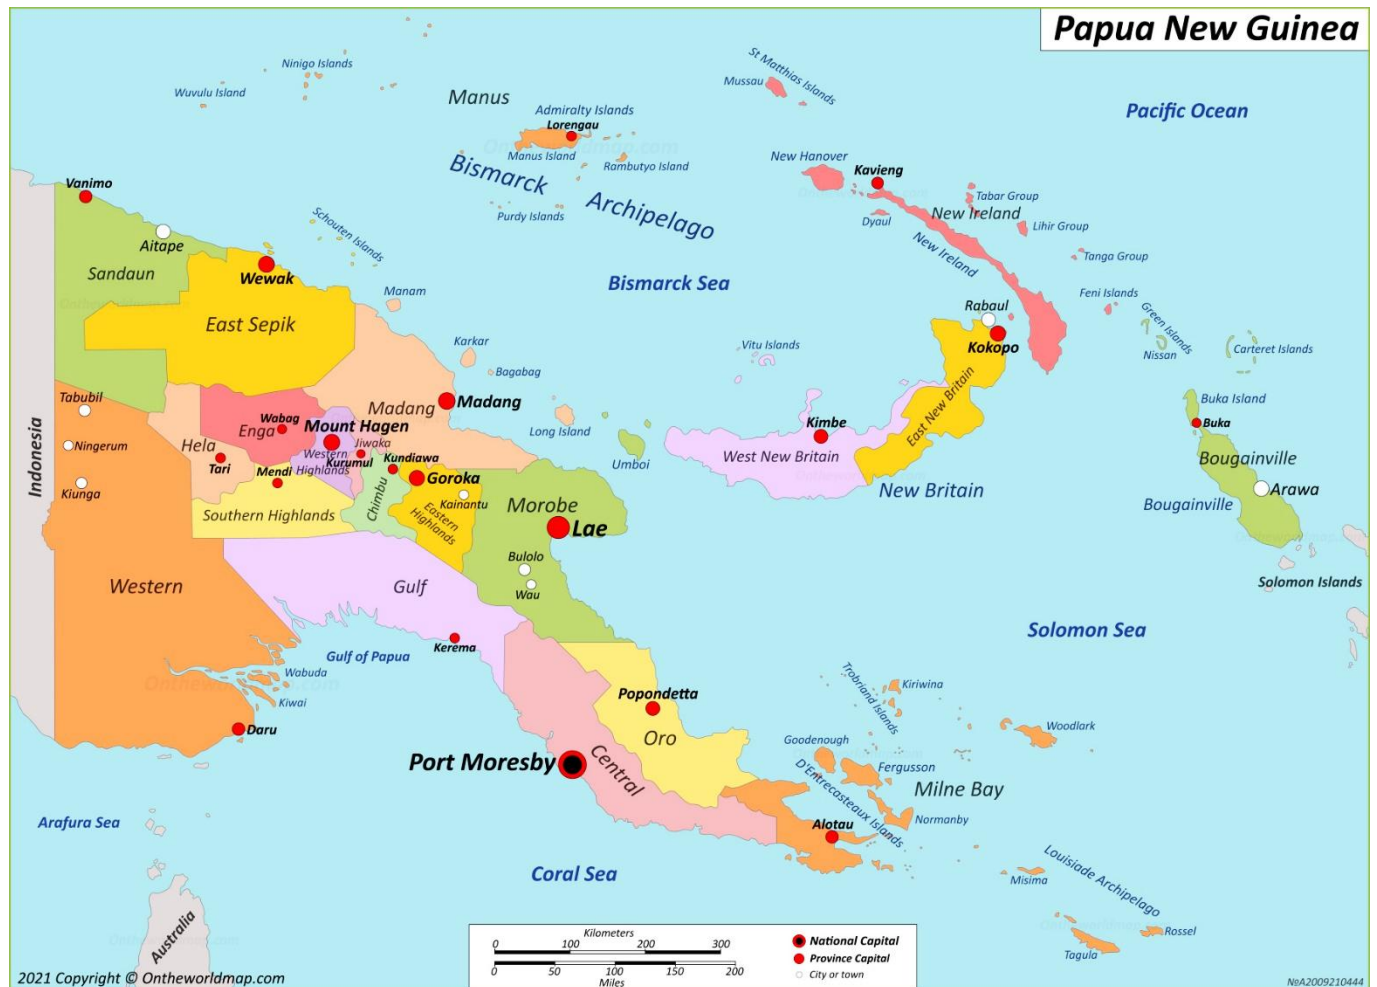 Papua New Guinea
Ninigo Islands
Wuvulu Island
Manus
Admiralty Islands
Lorengau
Manus Island
Rambutyo Island
Purdy Islands
Bismarck
Archipelago
St Matthias Islands
Mussau
Pacific Ocean
New Hanover
Kavieng
Tabar Group
New Ireland
Dyaul
Lihir Group
New Ireland
Tanga Group
Feni Islands
Green Islands
Nissan
Carteret Islands
Vanimo
Aitape
Sandaun
Schouten Islands
Wewak
East Sepik
Manam
Bismarck Sea
Rabaul
Kokopo
Vitu Islands
Karkar
Bagabag
Madang
Madang
Long Island
Umboi
Kimbe
West New Britain
East New Britain
New Britain
Buka Island
Buka
Bougainville
Arawa
Bougainville
Solomon Islands
Indonesia
Tabubil
Ningerum
Kiunga
Hela
Tari
Enga
Wabag
Mount Hagen
Western
Highlands
Jiwaka
Kurumul
Kundiawa
Mendi
Southern Highlands
Chimbu
Goroka
Kainantu
Eastern
Highlands
Morobe
Lae
Bulolo
Wau
Western
Gulf
Gulf of Papua
Kerema
Wabuda
Kiwai
Daru
Solomon Sea
Popondetta
Oro
Port Moresby
Central
Trobriand Islands
Kiriwina
Woodlark
Goodenough
Fergusson
D'Entrecasteaux Islands
Milne Bay
Normanby
Alotau
Louisiade Archipelago
Misima
Rossel
Tagula
Arafura Sea
Coral Sea
Australia
Kilometers
0 100 200 300
0 50 100 150 200
Miles
National Capital
Province Capital
City or town
2021 Copyright © Ontheworldmap.com
№A2009210444
Ontheworldmap.com